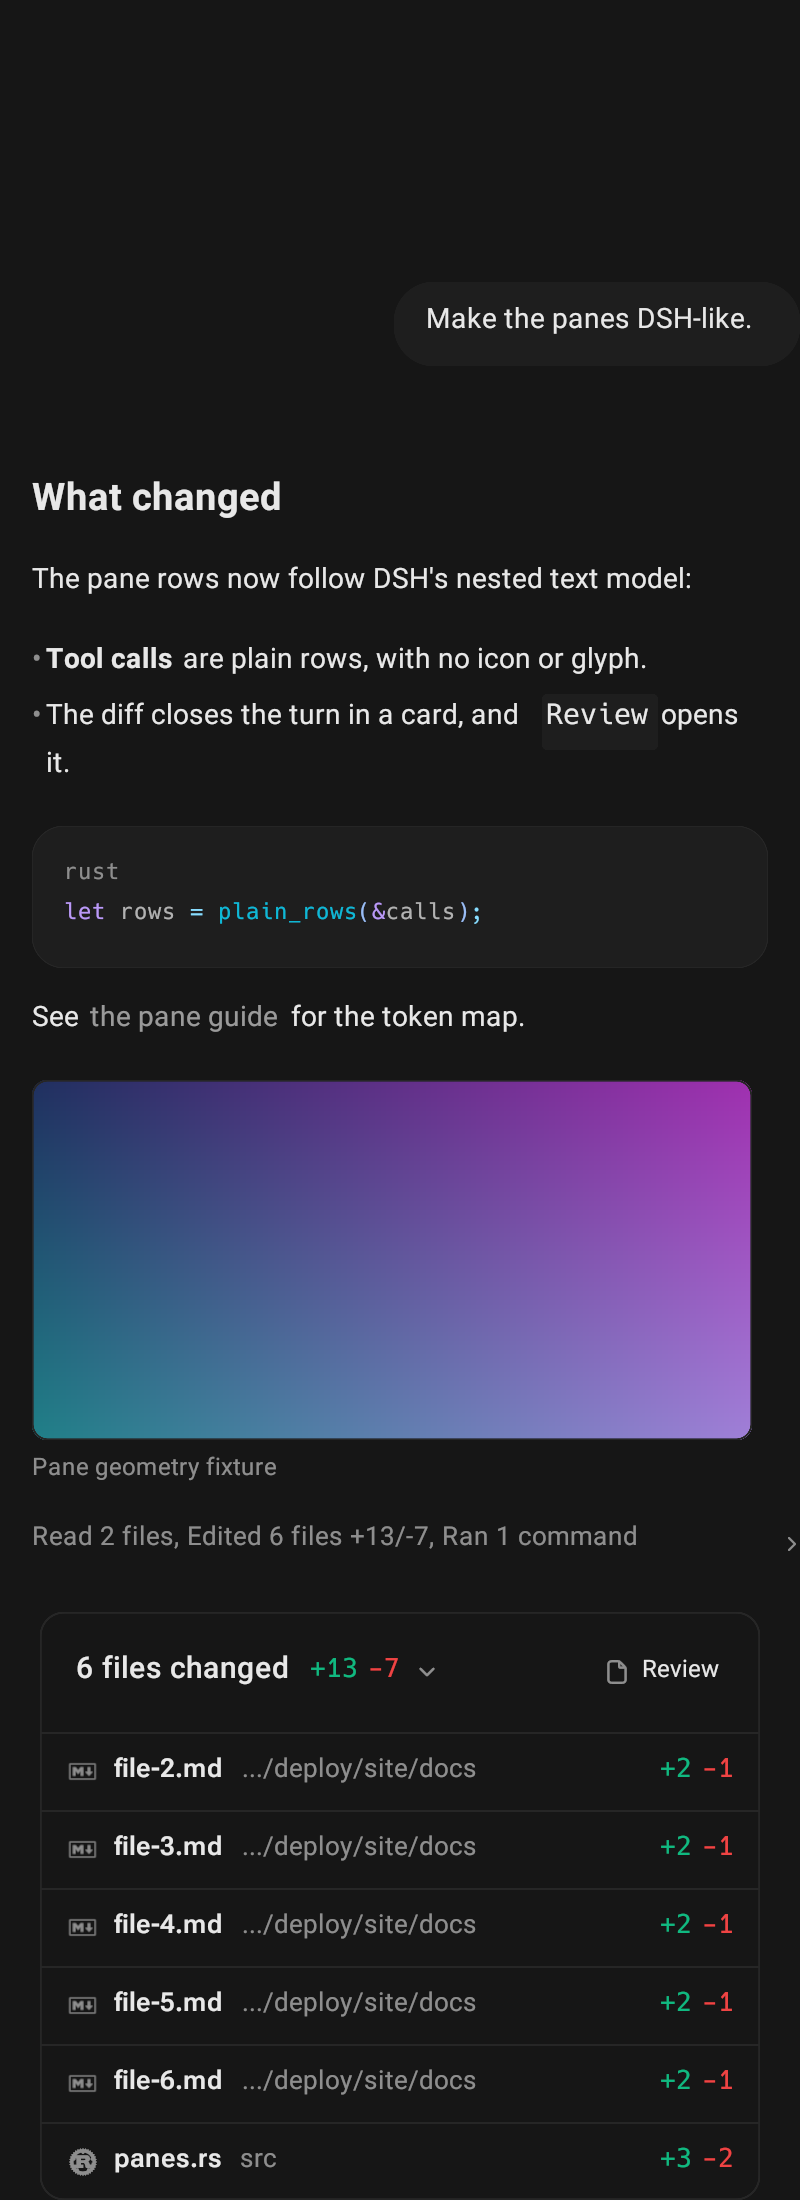 Make the panes DSH-like.
What changed
The pane rows now follow DSH's nested text model:
• Tool calls are plain rows, with no icon or glyph.
• The diff closes the turn in a card, and Review opens
it.
rust
let rows = plain_rows(&calls);
See the pane guide for the token map.
Pane geometry fixture
Read 2 files, Edited 6 files +13/-7, Ran 1 command
6 files changed +13 -7 Review
M↓ file-2.md .../deploy/site/docs +2 -1
M↓ file-3.md .../deploy/site/docs +2 -1
M↓ file-4.md .../deploy/site/docs +2 -1
M↓ file-5.md .../deploy/site/docs +2 -1
M↓ file-6.md .../deploy/site/docs +2 -1
R panes.rs src +3 -2